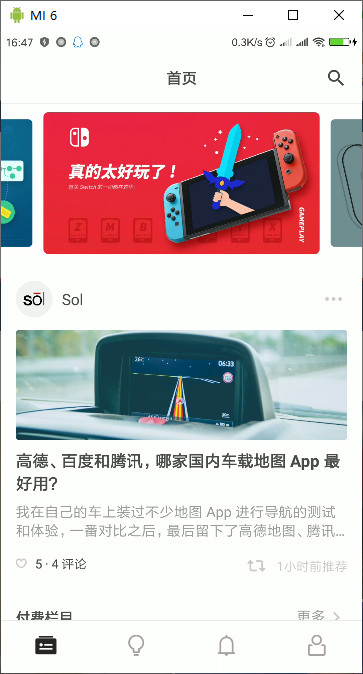 MI 6
16:47
0.3K/s
首页
真的太好玩了！
GAMEPLAY
Z M B Y X
sōl
Sol
06:33
高德、百度和腾讯，哪家国内车载地图 App 最
好用?
我在自己的车上装过不少地图 App 进行导航的测试
和体验，一番对比之后，最后留下了高德地图、腾讯...
5 · 4 评论
1小时前推荐
付费栏目
更多